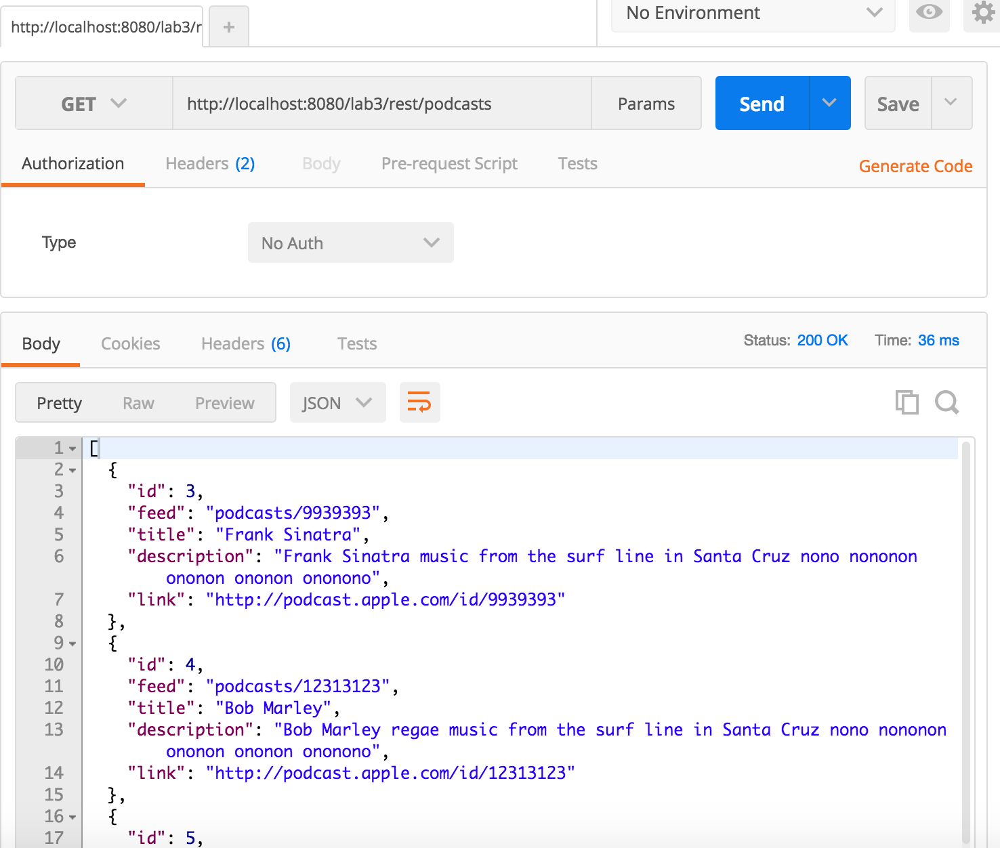 http://localhost:8080/lab3/r +
No Environment
GET http://localhost:8080/lab3/rest/podcasts Params Send Save
Authorization Headers (2) Body Pre-request Script Tests Generate Code
Type No Auth
Body Cookies Headers (6) Tests Status: 200 OK Time: 36 ms
Pretty Raw Preview JSON
1 [
2 {
3 "id": 3,
4 "feed": "podcasts/9939393",
5 "title": "Frank Sinatra",
6 "description": "Frank Sinatra music from the surf line in Santa Cruz nono nononon
ononon ononon ononono",
7 "link": "http://podcast.apple.com/id/9939393"
8 },
9 {
10 "id": 4,
11 "feed": "podcasts/12313123",
12 "title": "Bob Marley",
13 "description": "Bob Marley regae music from the surf line in Santa Cruz nono nononon
ononon ononon ononono",
14 "link": "http://podcast.apple.com/id/12313123"
15 },
16 {
17 "id": 5,